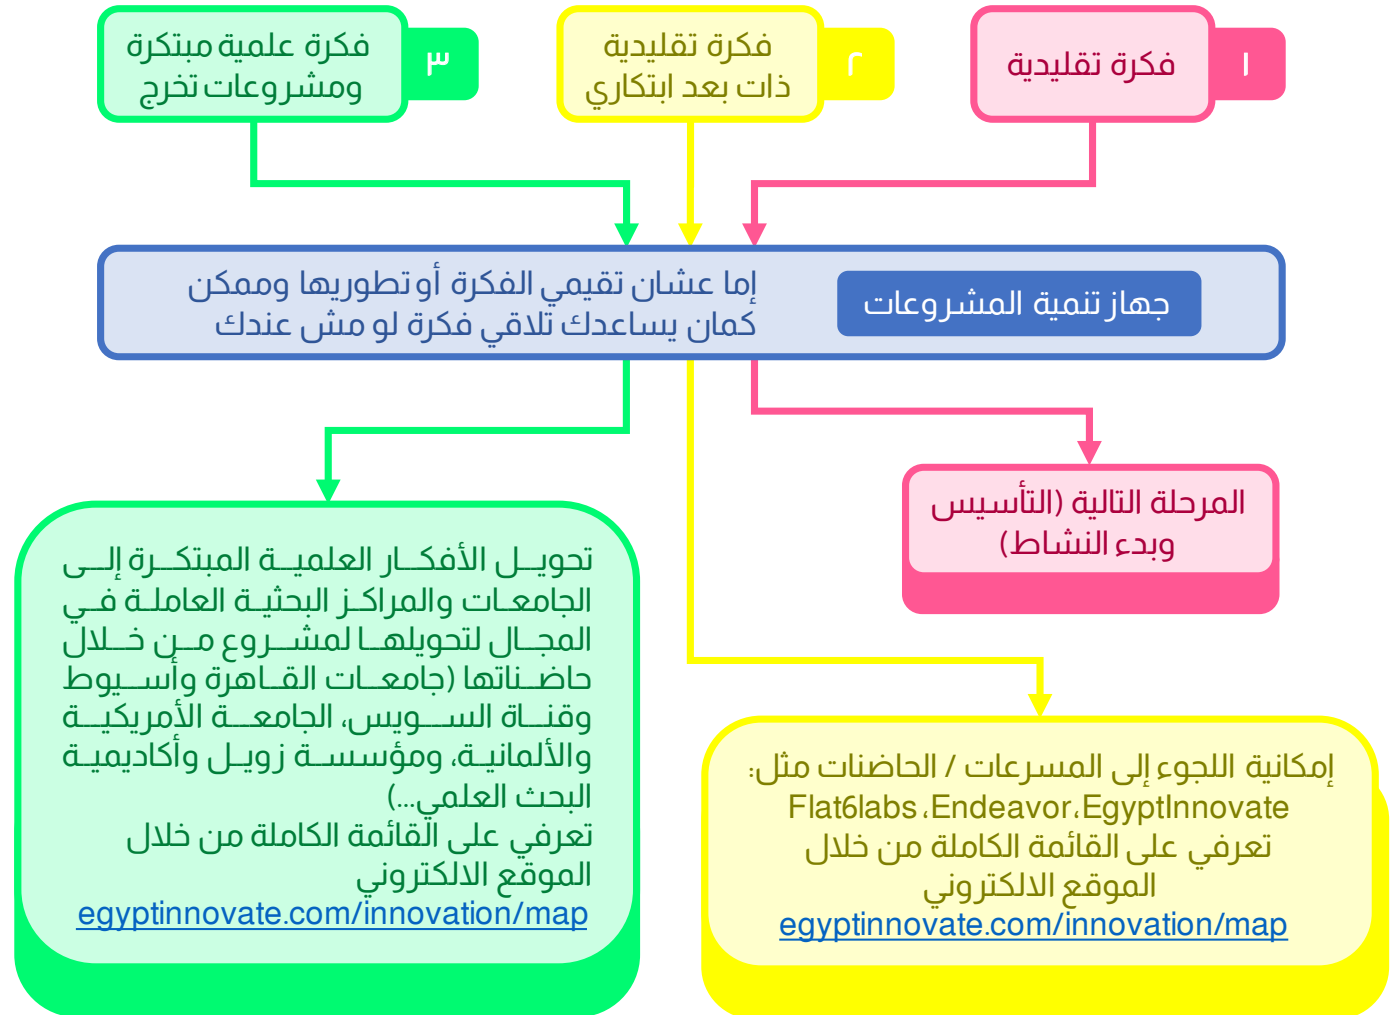 ١
فكرة تقليدية
٢
فكرة تقليدية
ذات بعد ابتكاري
٣
فكرة علمية مبتكرة
ومشروعات تخرج
جهاز تنمية المشروعات
إما عشان تقيمي الفكرة أو تطوريها وممكن
كمان يساعدك تلاقي فكرة لو مش عندك
المرحلة التالية (التأسيس
وبدء النشاط)
إمكانية اللجوء إلى المسرعات / الحاضنات مثل:
Flat6labs ،Endeavor،EgyptInnovate
تعرفي على القائمة الكاملة من خلال
الموقع الالكتروني
egyptinnovate.com/innovation/map
تحويل الأفكار العلمية المبتكرة إلى
الجامعات والمراكز البحثية العاملة في
المجال لتحويلها لمشروع من خلال
حاضناتها (جامعات القاهرة وأسيوط
وقناة السويس، الجامعة الأمريكية
والألمانية، ومؤسسة زويل وأكاديمية
البحث العلمي...)
تعرفي على القائمة الكاملة من خلال
الموقع الالكتروني
egyptinnovate.com/innovation/map